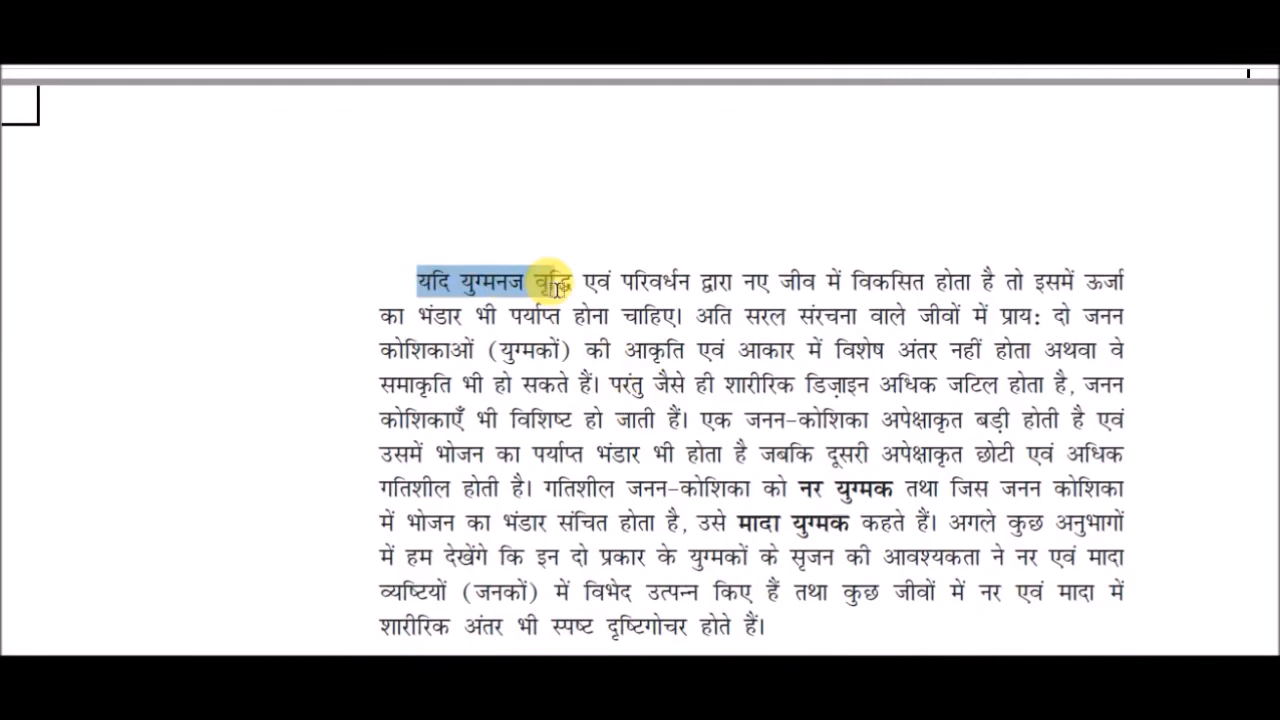 यदि युग्मनज वृद्धि एवं परिवर्धन द्वारा नए जीव में विकसित होता है तो इसमें ऊर्जा
का भंडार भी पर्याप्त होना चाहिए। अति सरल संरचना वाले जीवों में प्राय: दो जनन
कोशिकाओं (युग्मकों) की आकृति एवं आकार में विशेष अंतर नहीं होता अथवा वे
समाकृति भी हो सकते हैं। परंतु जैसे ही शारीरिक डिज़ाइन अधिक जटिल होता है, जनन
कोशिकाएँ भी विशिष्ट हो जाती हैं। एक जनन-कोशिका अपेक्षाकृत बड़ी होती है एवं
उसमें भोजन का पर्याप्त भंडार भी होता है जबकि दूसरी अपेक्षाकृत छोटी एवं अधिक
गतिशील होती है। गतिशील जनन-कोशिका को नर युग्मक तथा जिस जनन कोशिका
में भोजन का भंडार संचित होता है, उसे मादा युग्मक कहते हैं। अगले कुछ अनुभागों
में हम देखेंगे कि इन दो प्रकार के युग्मकों के सृजन की आवश्यकता ने नर एवं मादा
व्यष्टियों (जनकों) में विभेद उत्पन्न किए हैं तथा कुछ जीवों में नर एवं मादा में
शारीरिक अंतर भी स्पष्ट दृष्टिगोचर होते हैं।